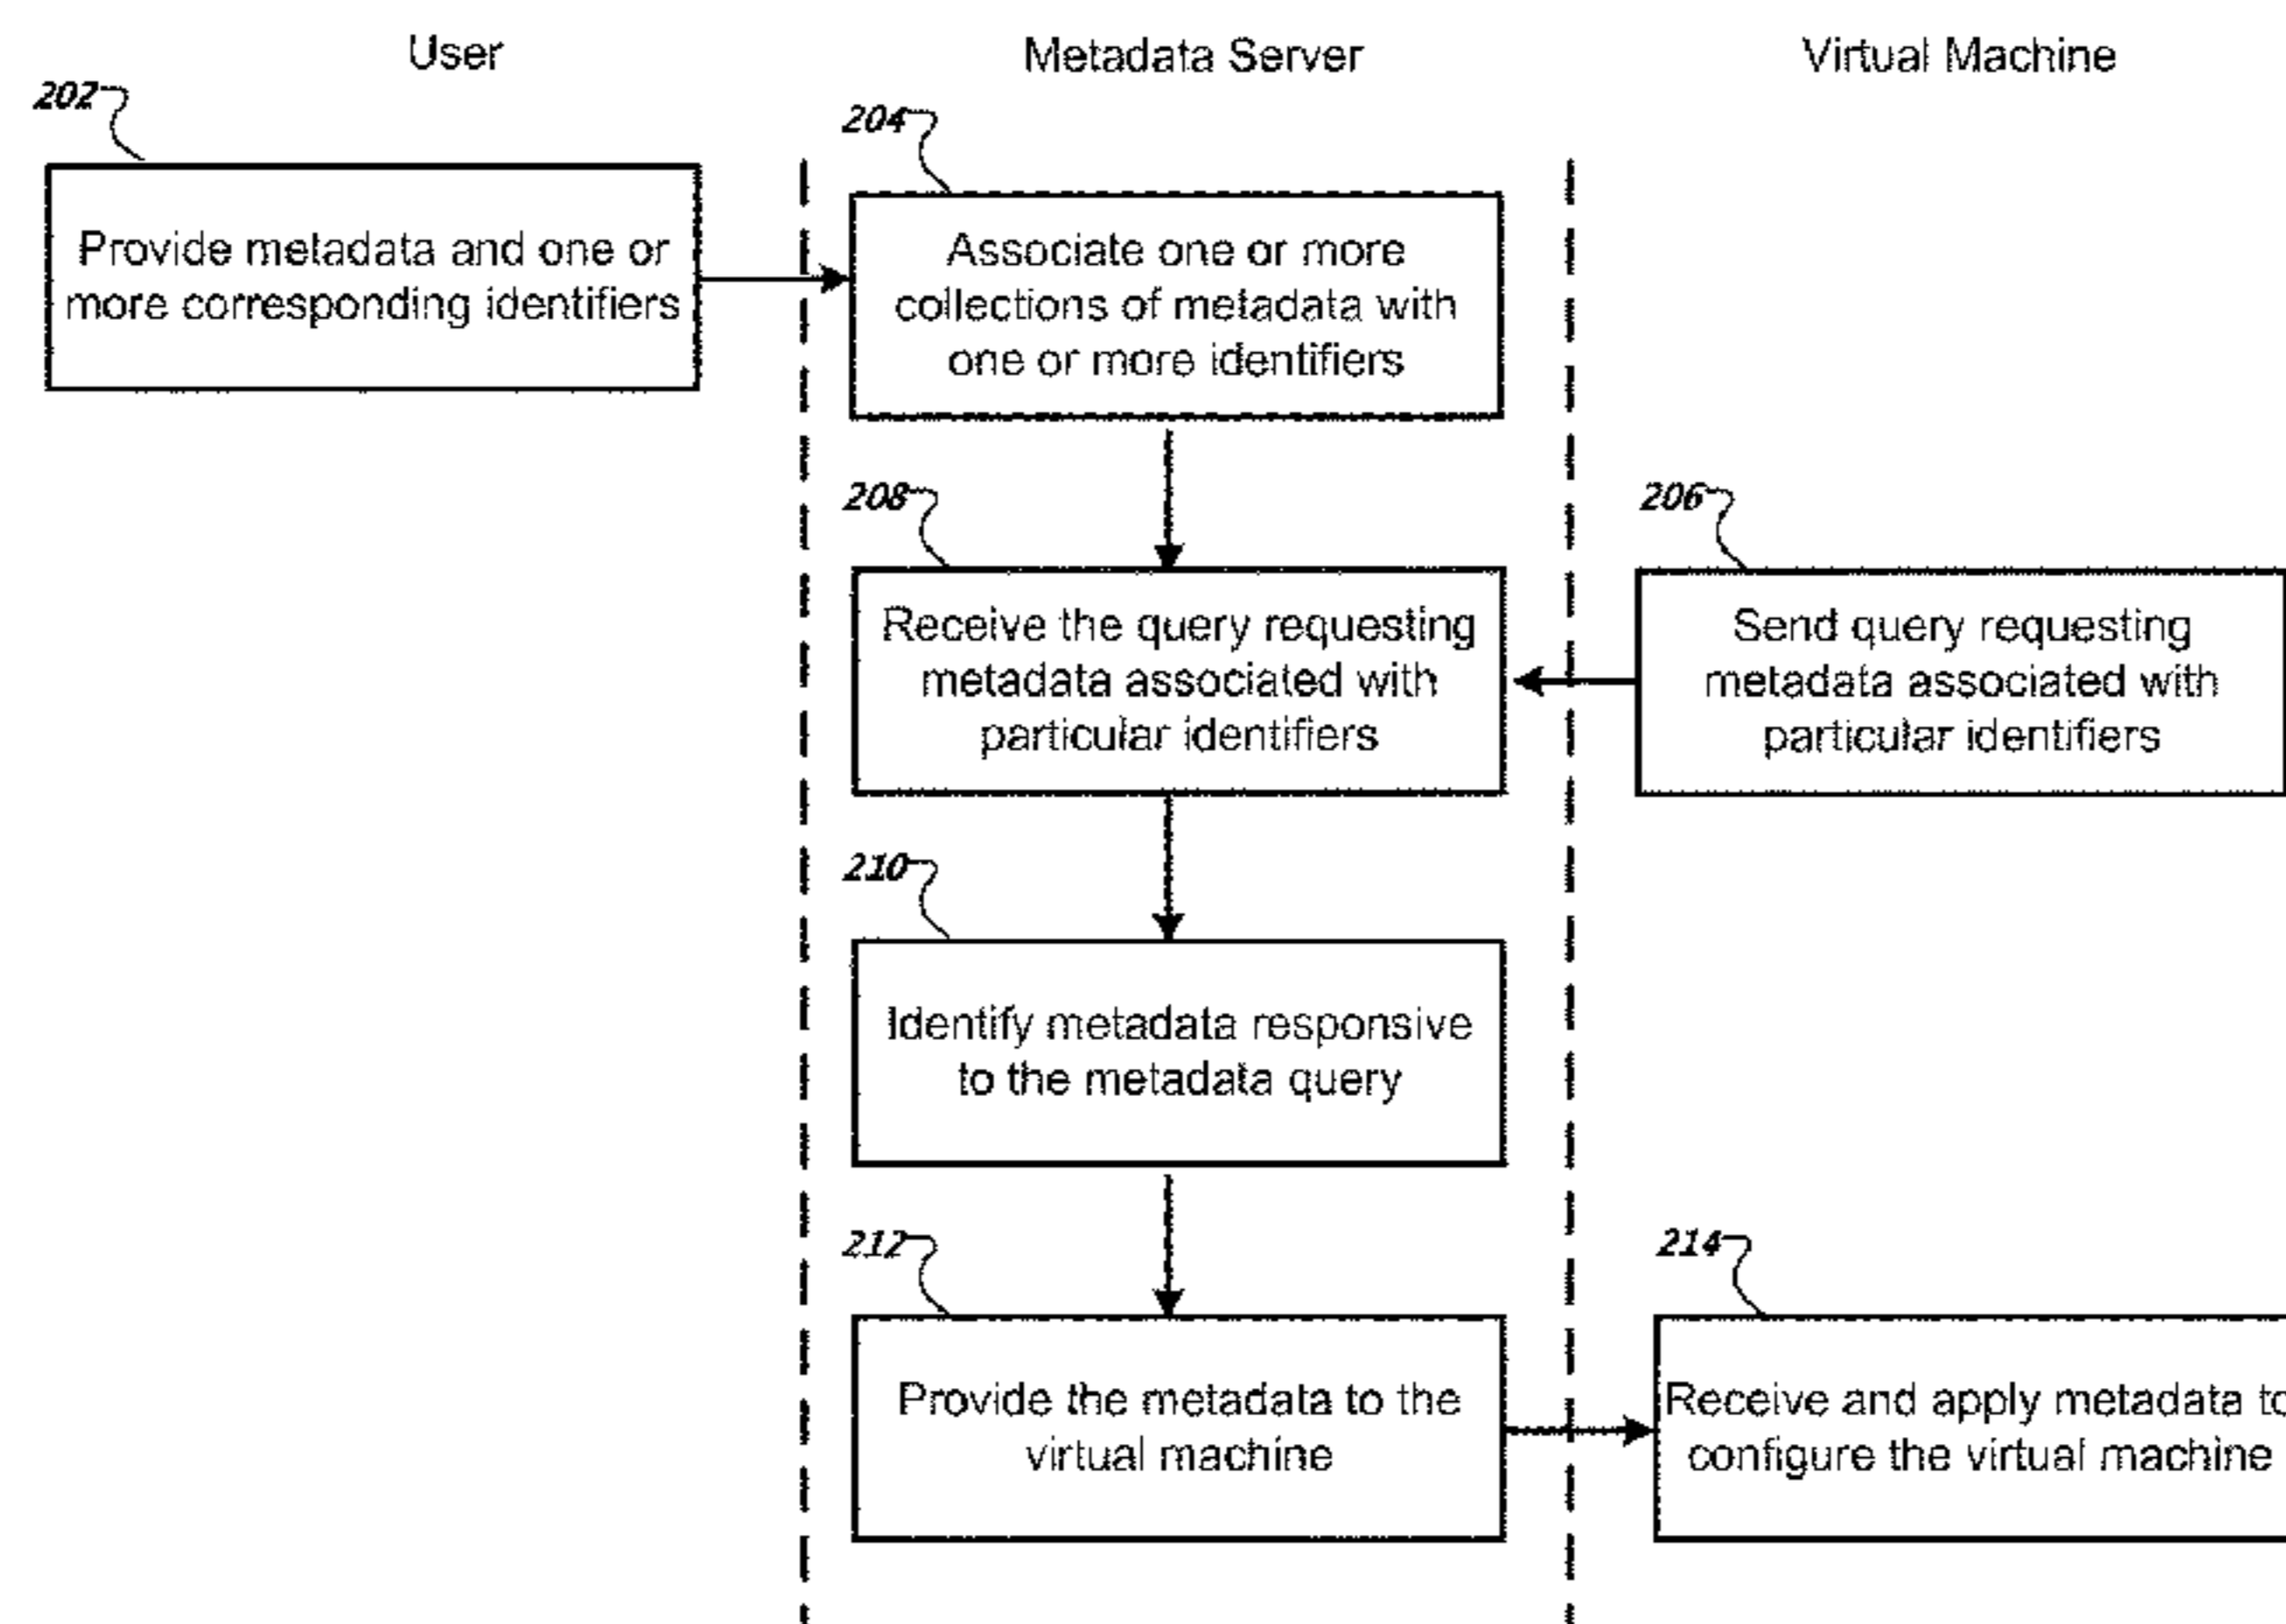 User
Metadata Server
Virtual Machine
202
204
Provide metadata and one or
more corresponding identifiers
Associate one or more
collections of metadata with
one or more identifiers
208
206
Receive the query requesting
metadata associated with
particular identifiers
Send query requesting
metadata associated with
particular identifiers
210
Identify metadata responsive
to the metadata query
212
214
Provide the metadata to the
virtual machine
Receive and apply metadata to
configure the virtual machine